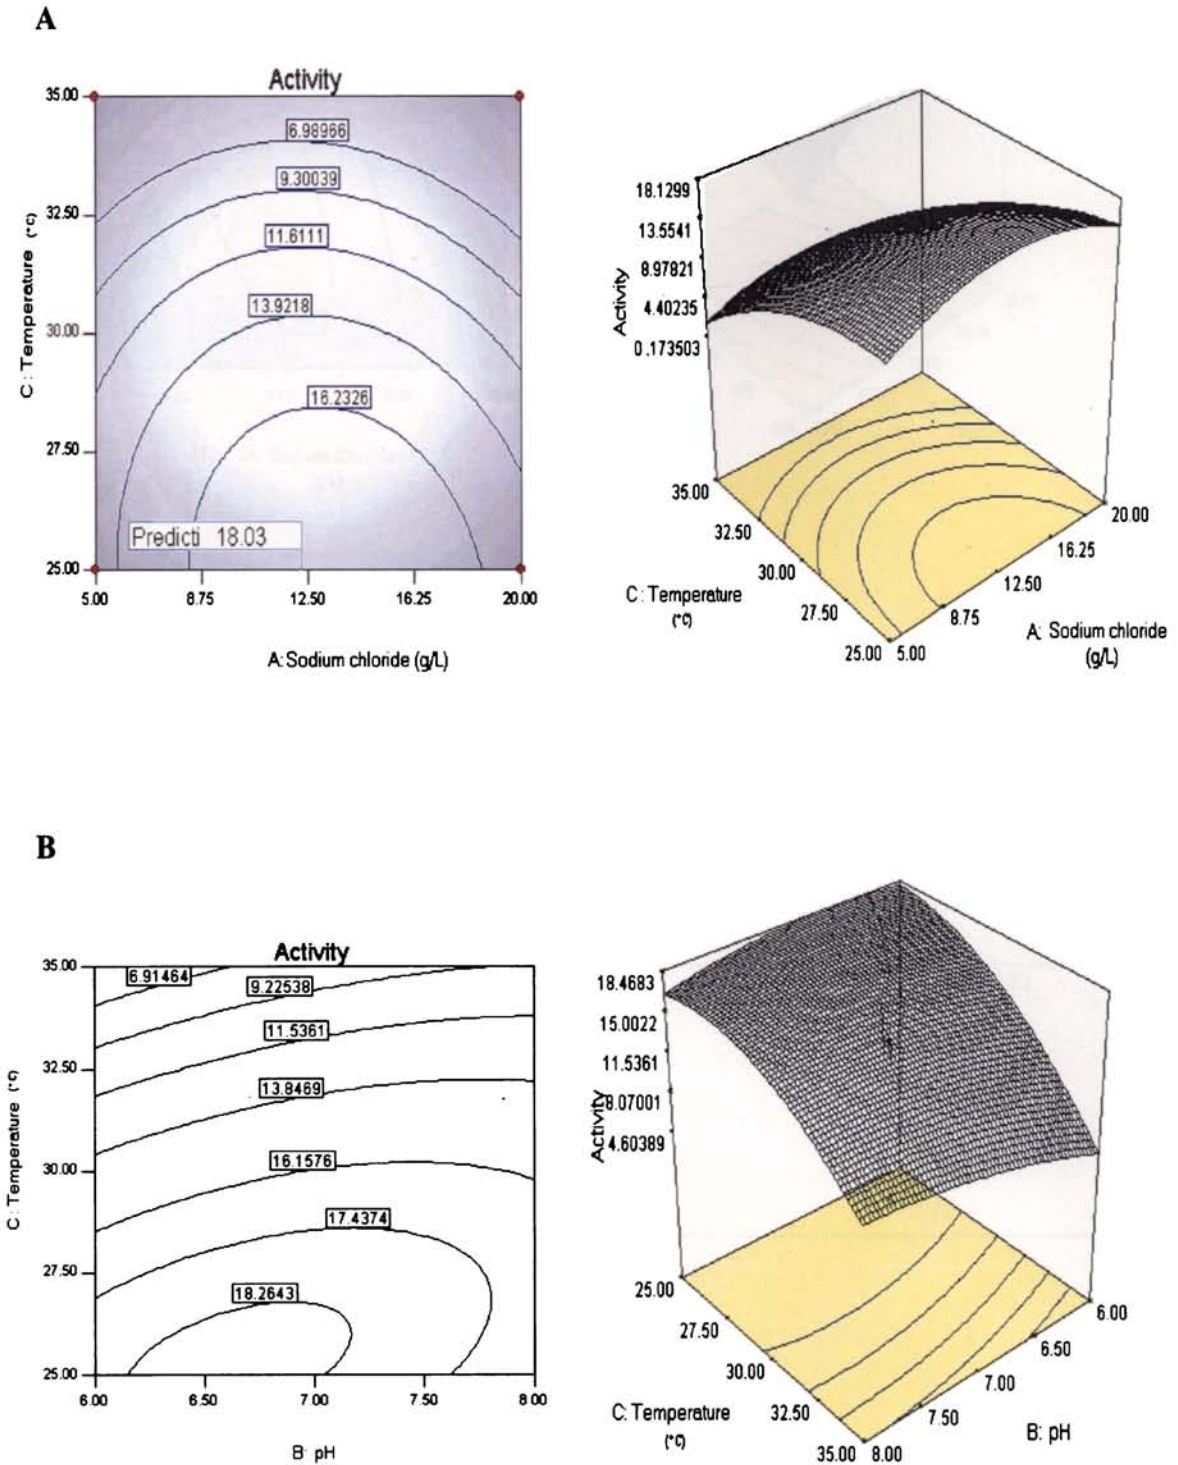 A
Activity
35.00
6.98966
9.30039
32.50
11.6111
C : Temperature (°C)
13.9218
30.00
16.2326
27.50
Predicti 18.03
25.00
5.00 8.75 12.50 16.25 20.00
A: Sodium chloride (g/L)
18.1299
13.5541
8.97821
4.40235
0.173503
Activity
35.00
32.50
30.00
27.50
25.00
C : Temperature
(°C)
20.00
16.25
12.50
8.75
5.00
A: Sodium chloride
(g/L)
B
Activity
35.00
6.91464
9.22538
11.5361
32.50
13.8469
C : Temperature (°C)
16.1576
30.00
17.4374
27.50
18.2643
25.00
6.00 6.50 7.00 7.50 8.00
B: pH
18.4683
15.0022
11.5361
8.07001
4.60389
Activity
25.00
27.50
30.00
32.50
35.00
C: Temperature
(°C)
6.00
6.50
7.00
7.50
8.00
B: pH